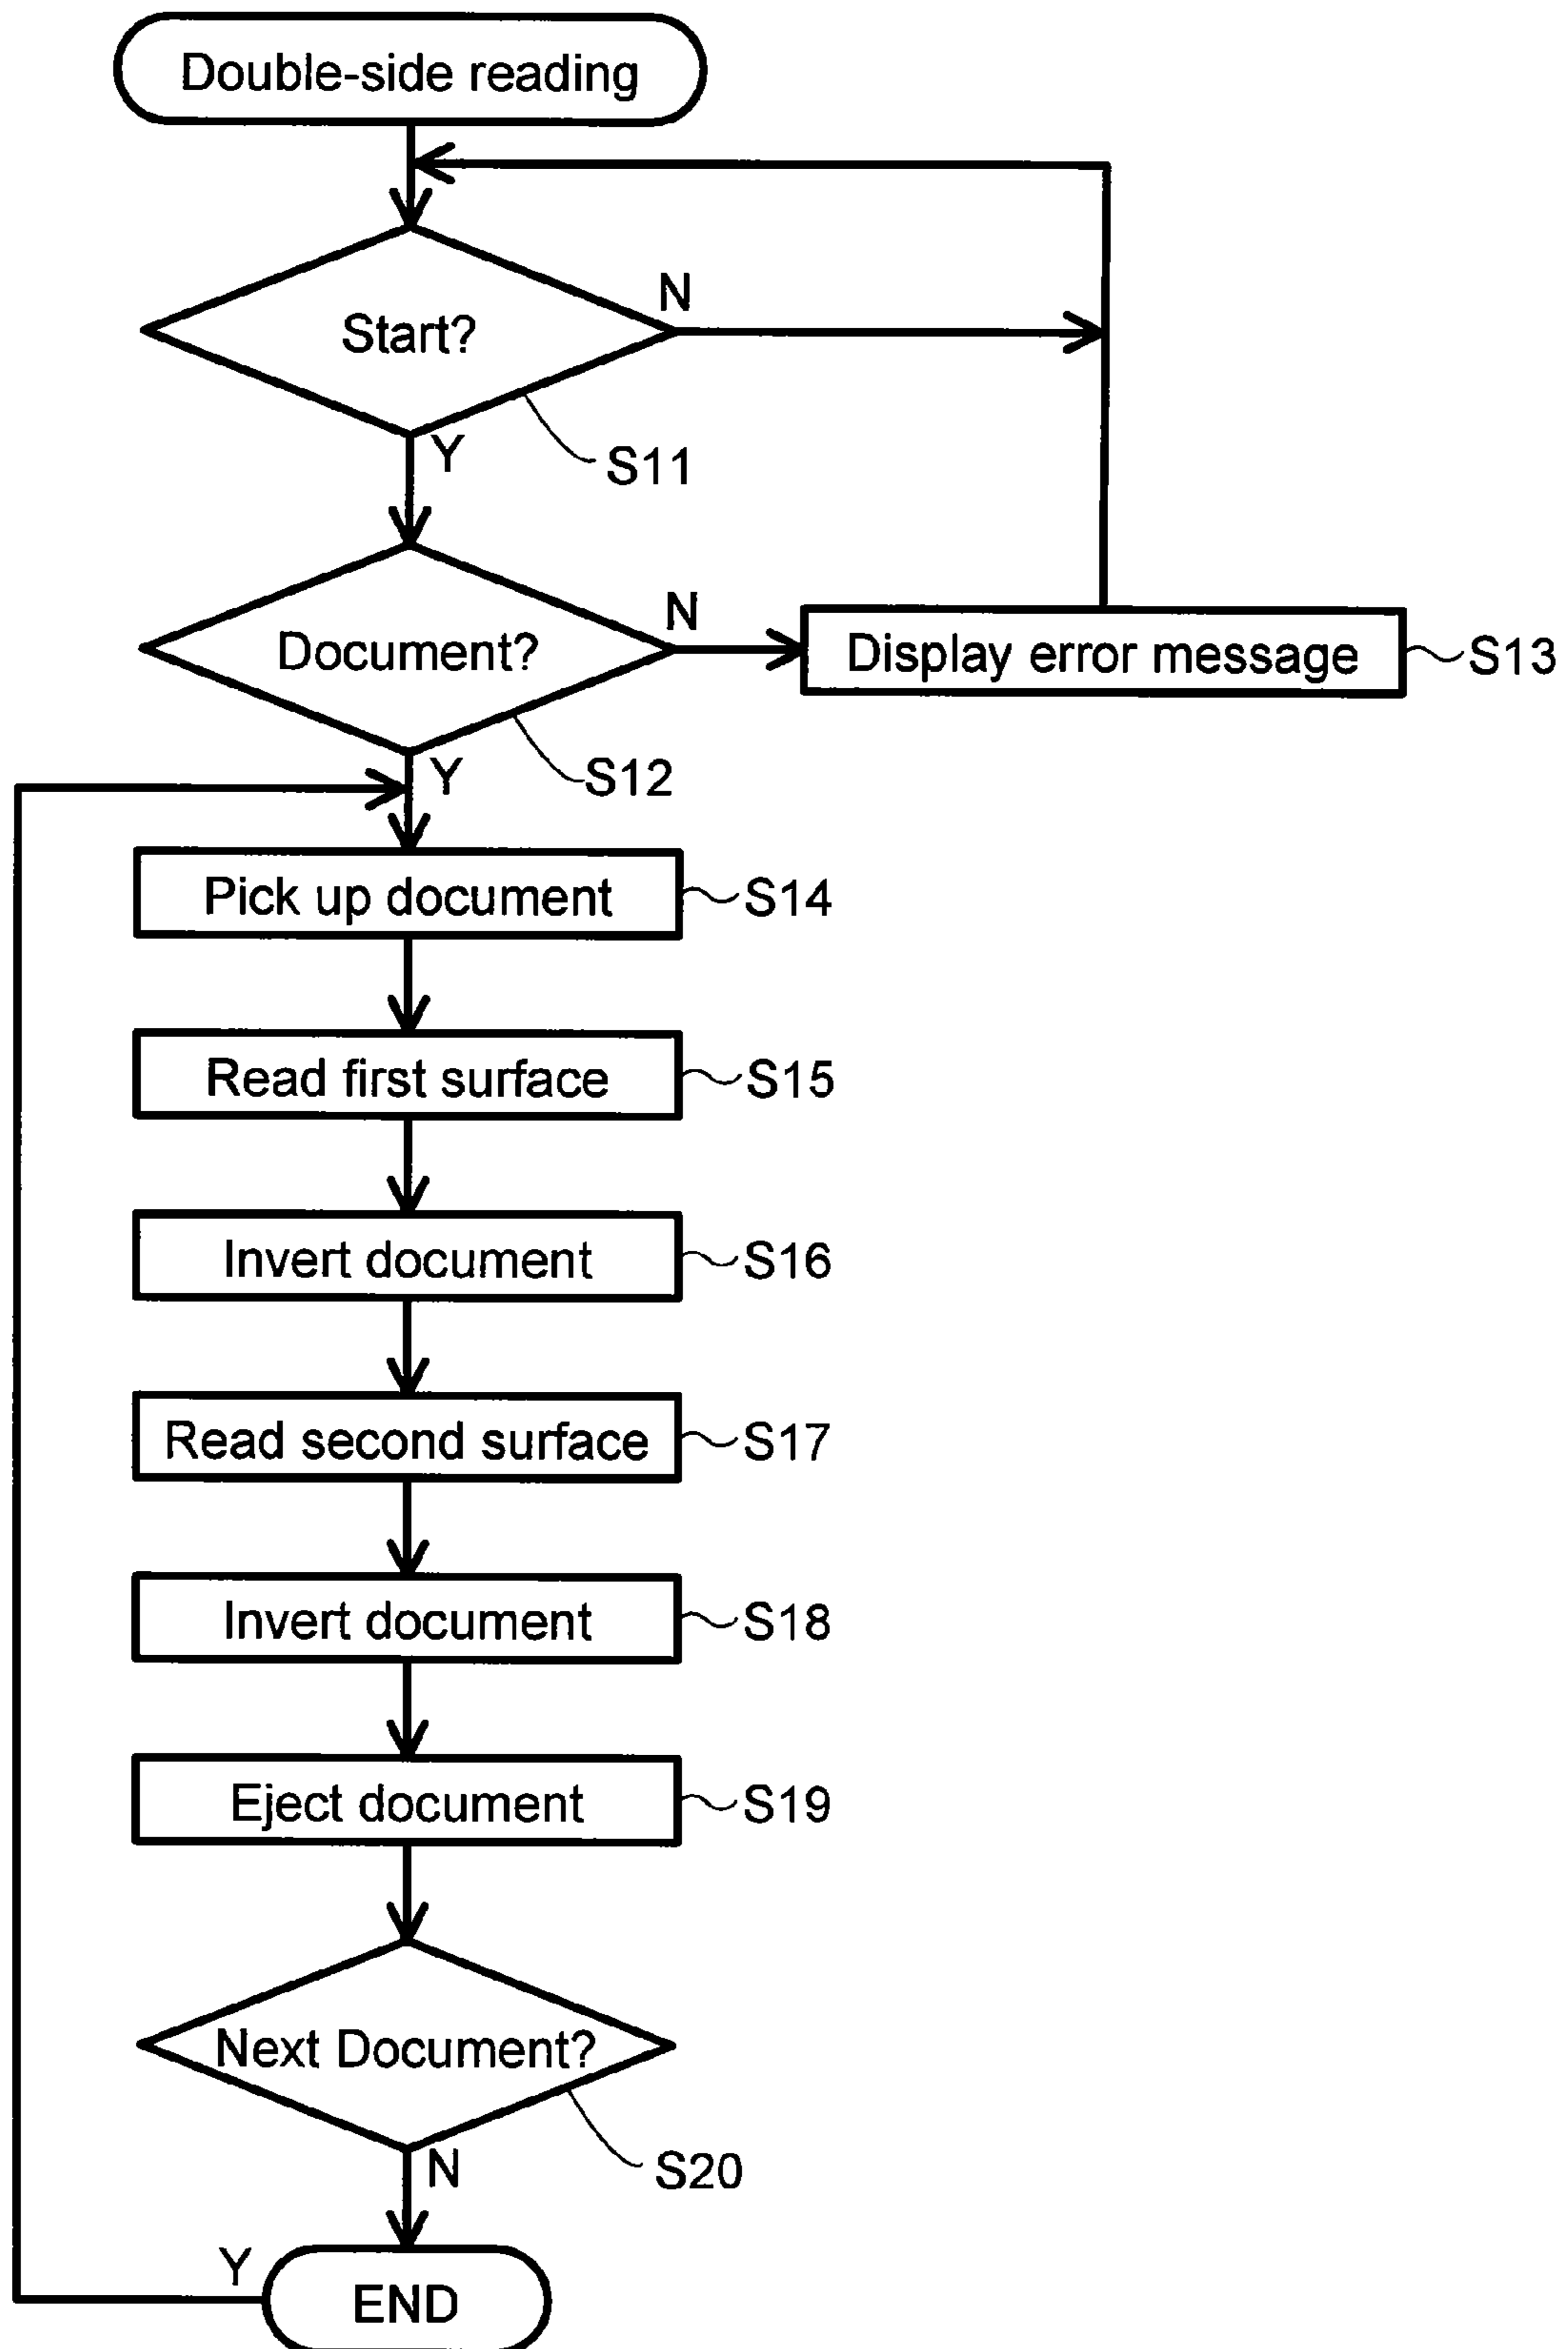 Double-side reading
N
Start?
Y
S11
N
Document?
Display error message
S13
Y
S12
Pick up document
S14
Read first surface
S15
Invert document
S16
Read second surface
S17
Invert document
S18
Eject document
S19
Next Document?
N
S20
Y
END